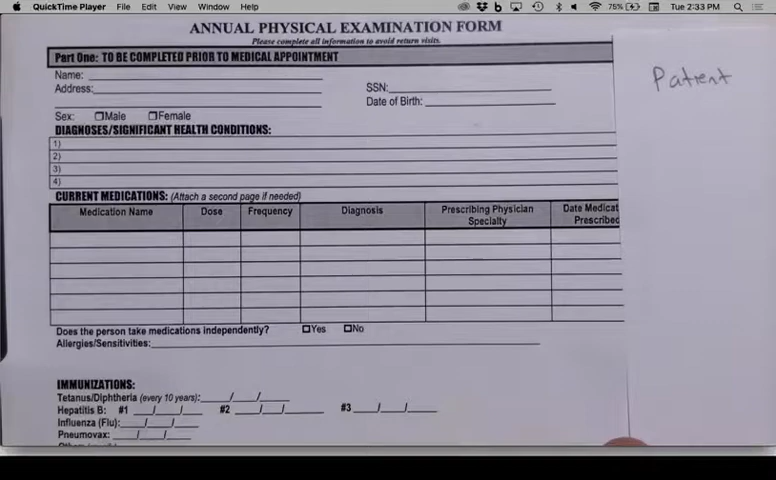 QuickTime Player File Edit View Window Help 75% Tue 2:33 PM
ANNUAL PHYSICAL EXAMINATION FORM
Please complete all information to avoid return visits.
Part One: TO BE COMPLETED PRIOR TO MEDICAL APPOINTMENT
Patient
Name:
Address: SSN:
Date of Birth:
Sex: Male Female
DIAGNOSES/SIGNIFICANT HEALTH CONDITIONS:
1)
2)
3)
4)
CURRENT MEDICATIONS: (Attach a second page if needed)
Medication Name Dose Frequency Diagnosis Prescribing Physician Date Medicat
Specialty Prescribed
Does the person take medications independently? Yes No
Allergies/Sensitivities:
IMMUNIZATIONS:
Tetanus/Diphtheria (every 10 years): / /
Hepatitis B: #1 / / #2 / / #3 / /
Influenza (Flu): / /
Pneumovax: / /